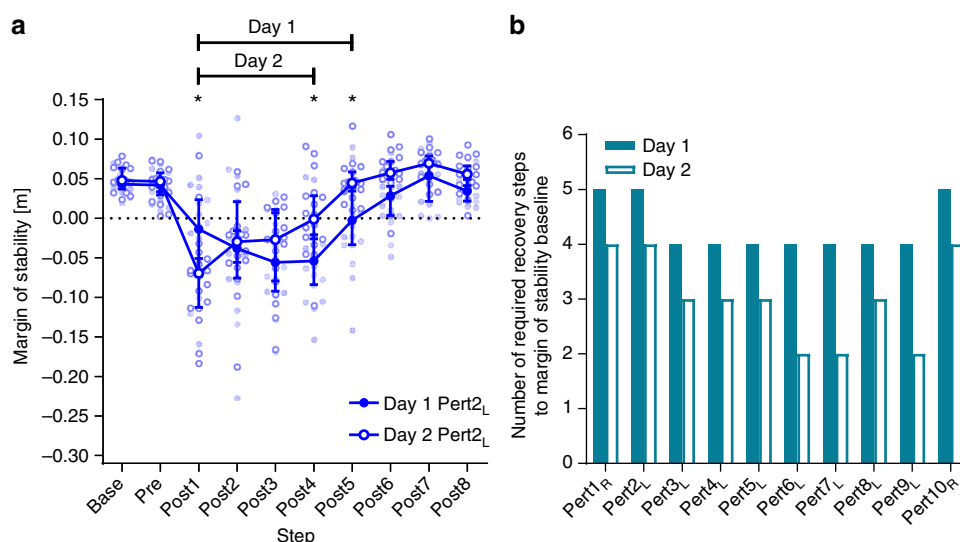 a
b
Day 1
Day 2
* * *
Margin of stability [m]
0.15
0.10
0.05
0.00
−0.05
−0.10
−0.15
−0.20
−0.25
−0.30
Day 1 Pert2L
Day 2 Pert2L
Base Pre Post1 Post2 Post3 Post4 Post5 Post6 Post7 Post8
Step
Number of required recovery steps
to margin of stability baseline
6
5
4
3
2
1
0
Day 1
Day 2
Pert1R Pert2L Pert3L Pert4L Pert5L Pert6L Pert7L Pert8L Pert9L Pert10R